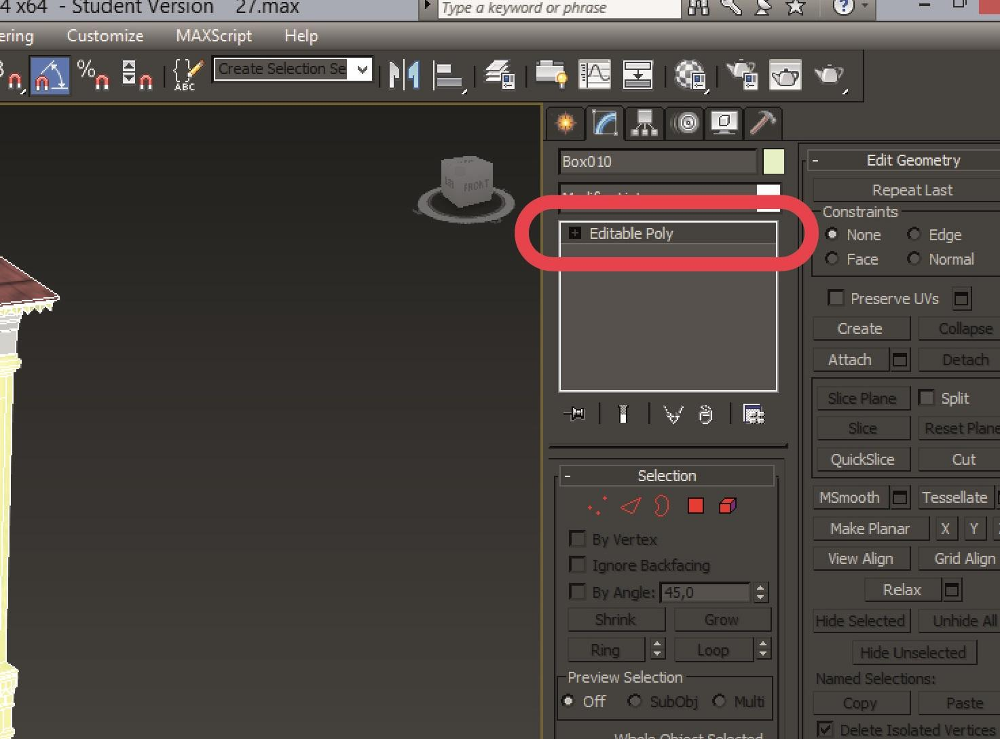 4 x64 - Student Version 27.max
Type a keyword or phrase
ering Customize MAXScript Help
Create Selection Se
ABC
%
Box010
Edit Geometry
Repeat Last
Constraints
None Edge
Face Normal
Editable Poly
FRONT
Preserve UVs
Create Collapse
Attach Detach
Slice Plane Split
Slice Reset Plane
QuickSlice Cut
MSmooth Tessellate
Make Planar X Y
View Align Grid Align
Relax
Hide Selected Unhide All
Hide Unselected
Named Selections:
Copy Paste
Delete Isolated Vertices
Selection
By Vertex
Ignore Backfacing
By Angle: 45,0
Shrink Grow
Ring Loop
Preview Selection
Off SubObj Multi
Whole Object Selected